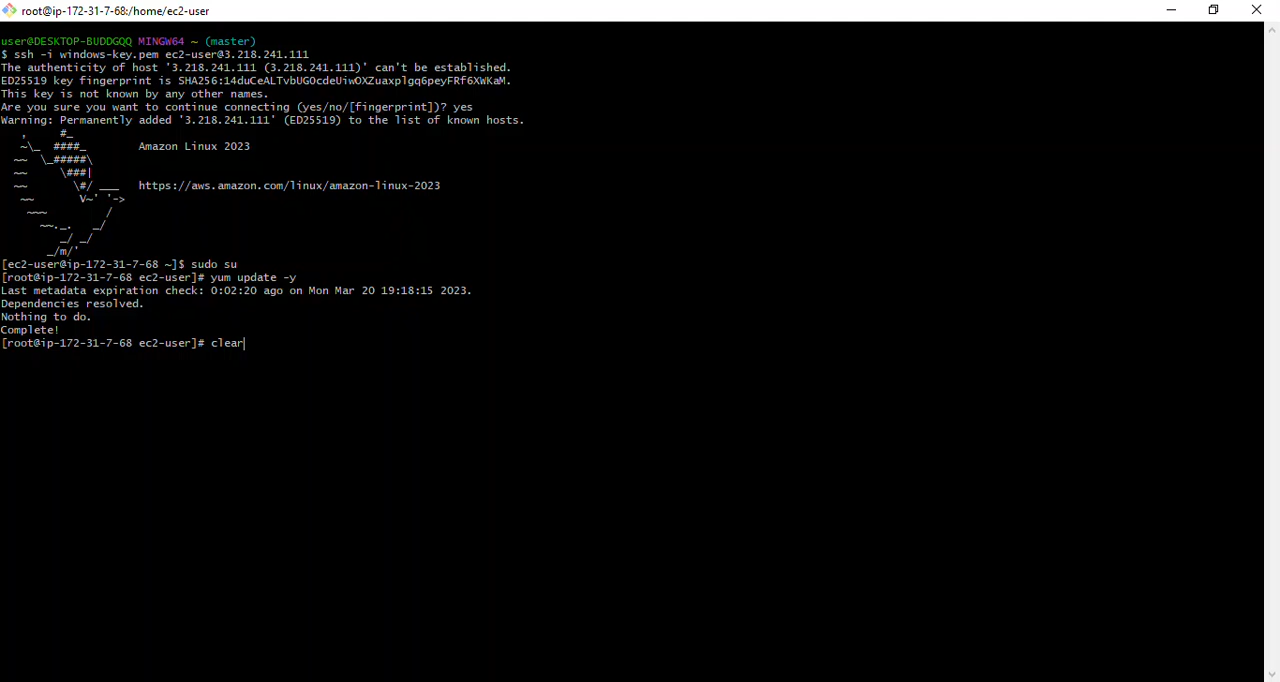 root@ip-172-31-7-68:/home/ec2-user
user@DESKTOP-BUDDGQQ MINGW64 ~ (master)
$ ssh -i windows-key.pem ec2-user@3.218.241.111
The authenticity of host '3.218.241.111 (3.218.241.111)' can't be established.
ED25519 key fingerprint is SHA256:14duCeALTvbUGOcdeUiwOXZuaxplgq6peyFRf6XWKaM.
This key is not known by any other names.
Are you sure you want to continue connecting (yes/no/[fingerprint])? yes
Warning: Permanently added '3.218.241.111' (ED25519) to the list of known hosts.
   ,     #_
   ~\_  ####_        Amazon Linux 2023
  ~~  \_#####\
  ~~     \###|
  ~~       \#/ ___   https://aws.amazon.com/linux/amazon-linux-2023
   ~~       V~' '->
    ~~~         /
      ~~._.   _/
         _/ _/
       _/m/'
[ec2-user@ip-172-31-7-68 ~]$ sudo su
[root@ip-172-31-7-68 ec2-user]# yum update -y
Last metadata expiration check: 0:02:20 ago on Mon Mar 20 19:18:15 2023.
Dependencies resolved.
Nothing to do.
Complete!
[root@ip-172-31-7-68 ec2-user]# clear